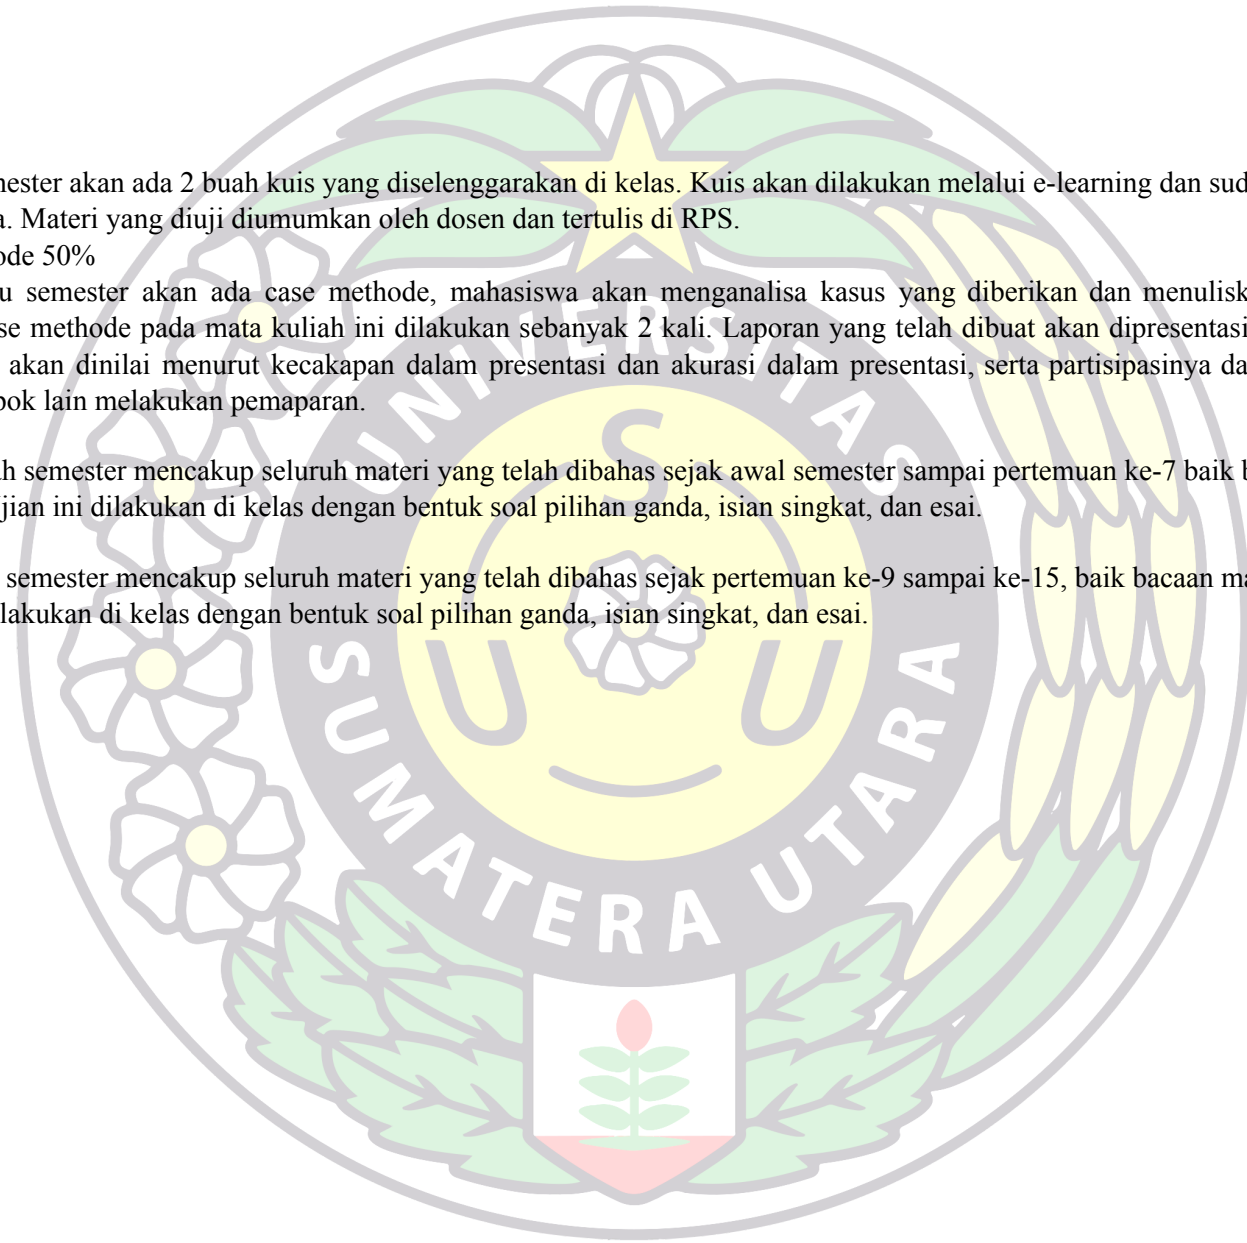 nester akan ada 2 buah kuis yang diselenggarakan di kelas. Kuis akan dilakukan melalui e-learning dan sud
a. Materi yang diuji diumumkan oleh dosen dan tertulis di RPS.
ode 50%
u semester akan ada case methode, mahasiswa akan menganalisa kasus yang diberikan dan menulisk
se methode pada mata kuliah ini dilakukan sebanyak 2 kali. Laporan yang telah dibuat akan dipresentasi
akan dinilai menurut kecakapan dalam presentasi dan akurasi dalam presentasi, serta partisipasinya da
pok lain melakukan pemaparan.
ah semester mencakup seluruh materi yang telah dibahas sejak awal semester sampai pertemuan ke-7 baik b
jian ini dilakukan di kelas dengan bentuk soal pilihan ganda, isian singkat, dan esai.
semester mencakup seluruh materi yang telah dibahas sejak pertemuan ke-9 sampai ke-15, baik bacaan ma
lakukan di kelas dengan bentuk soal pilihan ganda, isian singkat, dan esai.
UNIVERSITAS
SUMATERA UTARA
S
U U